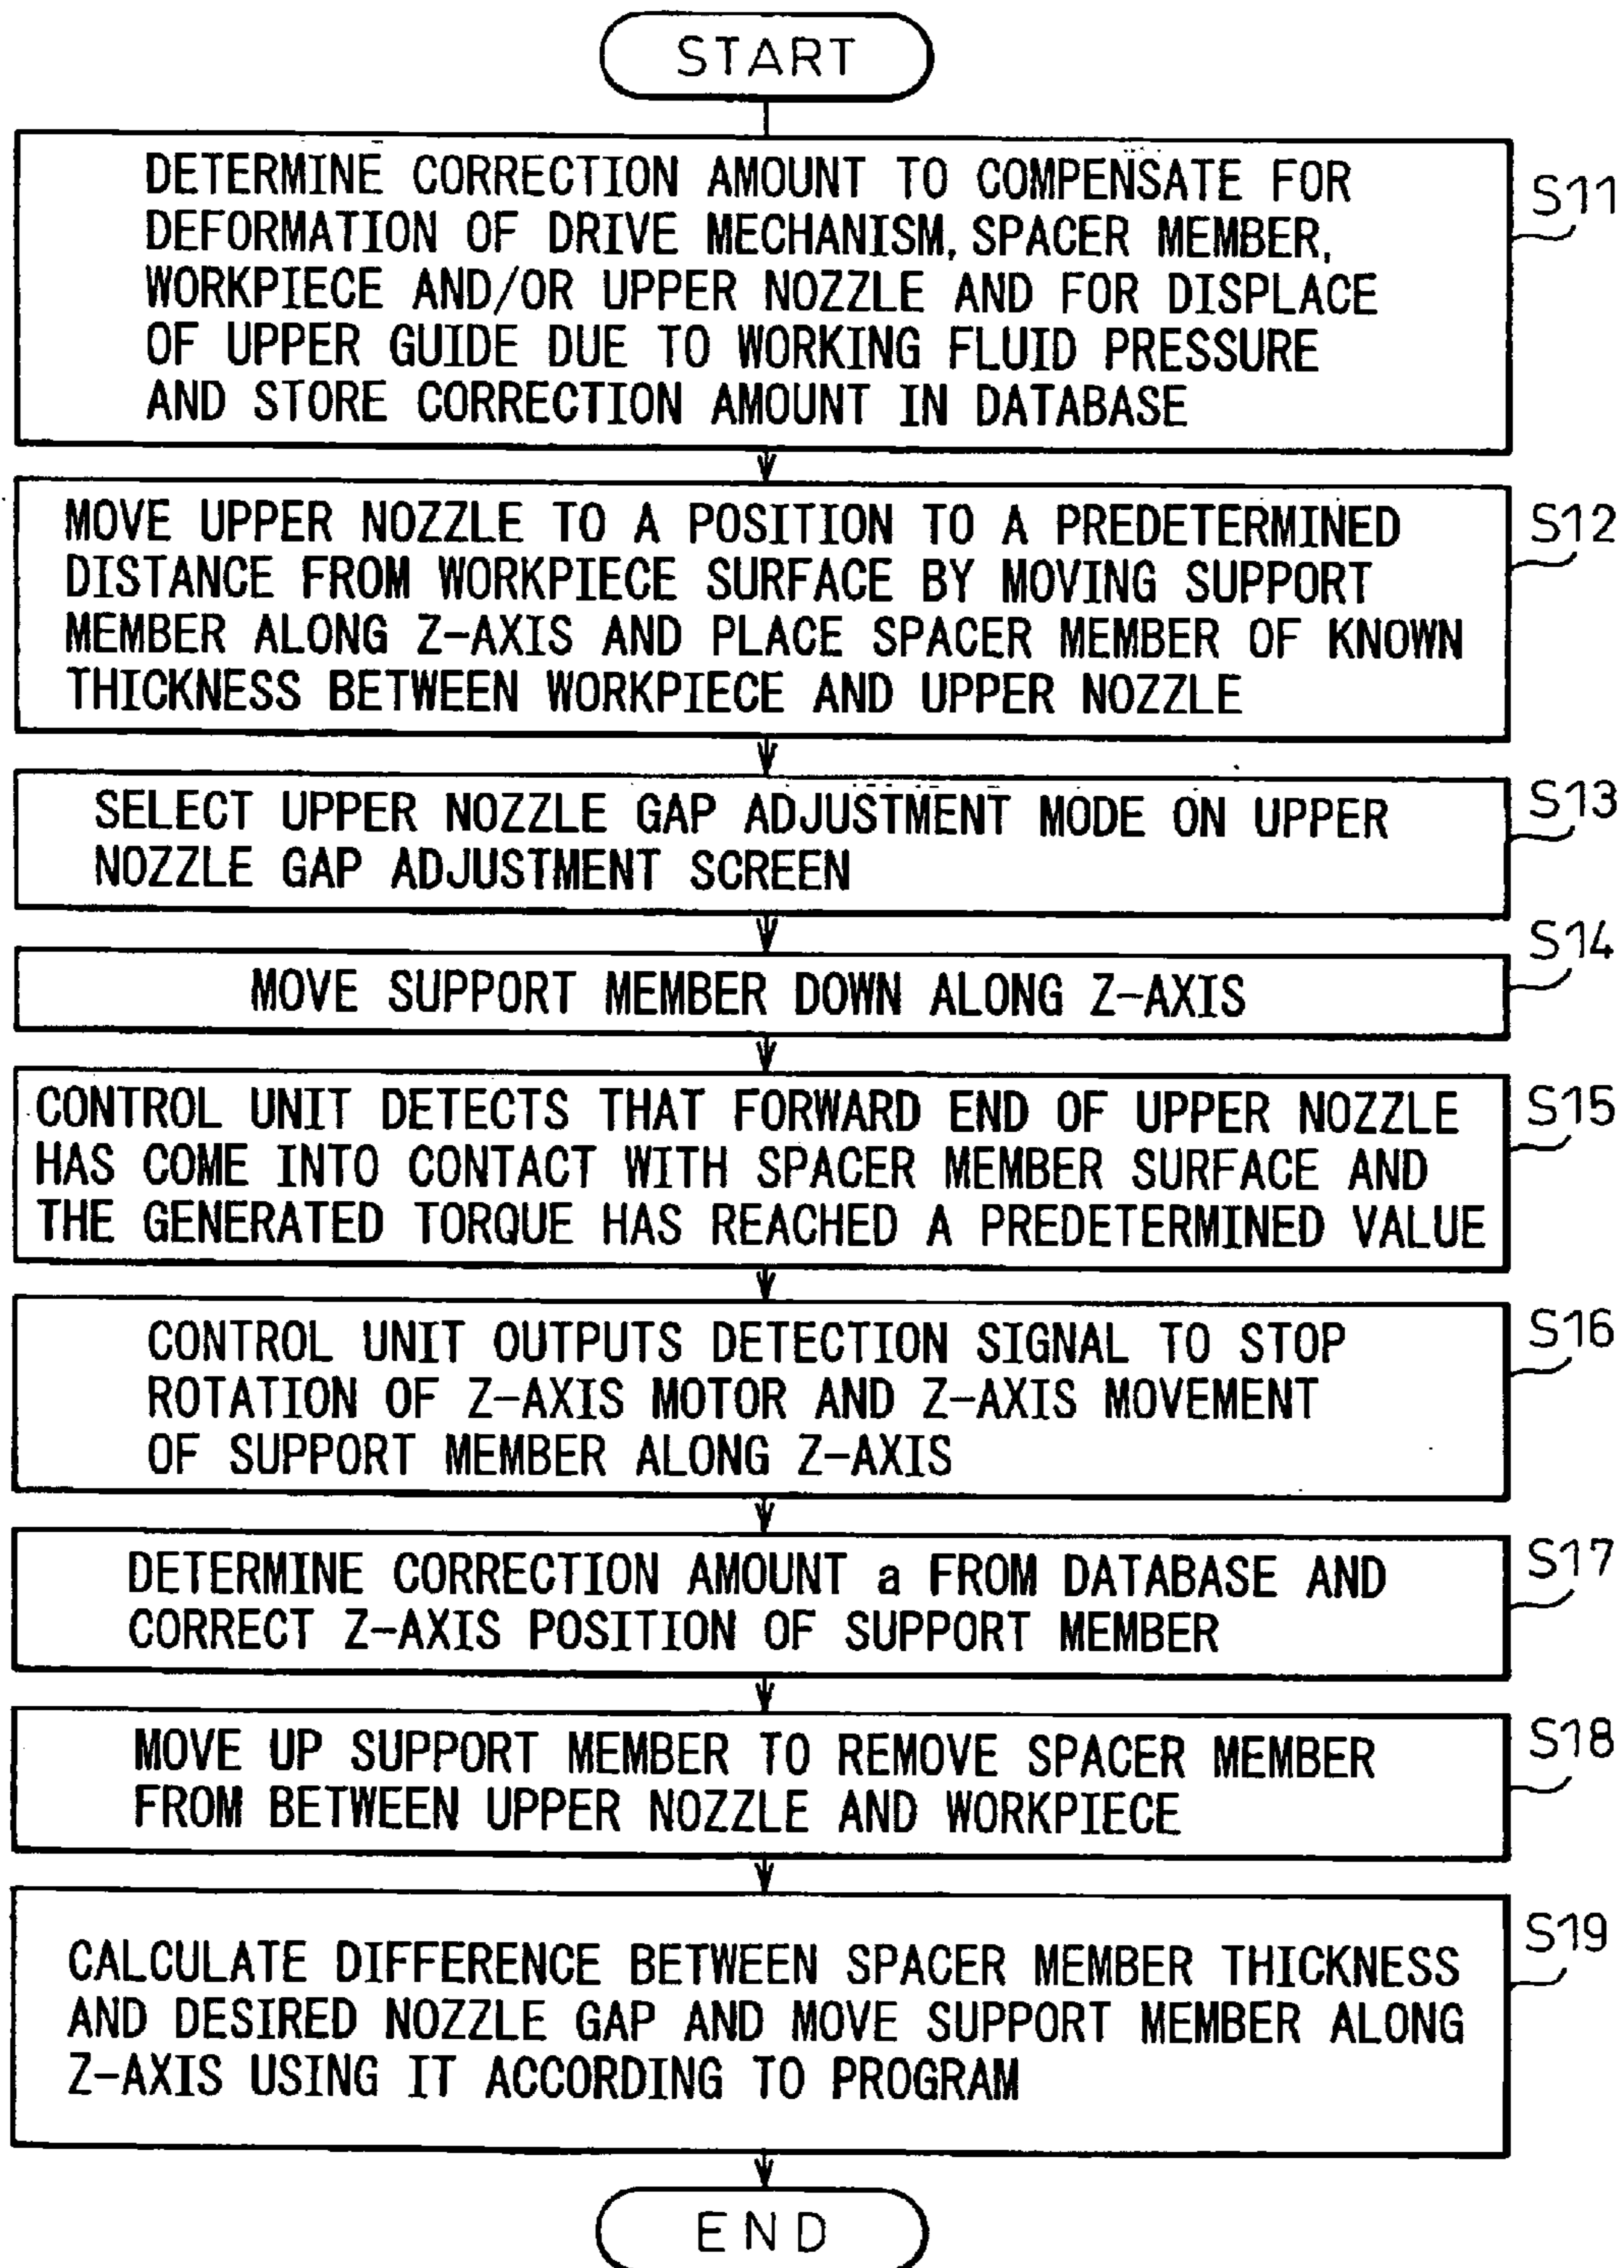 START
DETERMINE CORRECTION AMOUNT TO COMPENSATE FOR
DEFORMATION OF DRIVE MECHANISM, SPACER MEMBER,
WORKPIECE AND/OR UPPER NOZZLE AND FOR DISPLACE
OF UPPER GUIDE DUE TO WORKING FLUID PRESSURE
AND STORE CORRECTION AMOUNT IN DATABASE
S11
MOVE UPPER NOZZLE TO A POSITION TO A PREDETERMINED
DISTANCE FROM WORKPIECE SURFACE BY MOVING SUPPORT
MEMBER ALONG Z-AXIS AND PLACE SPACER MEMBER OF KNOWN
THICKNESS BETWEEN WORKPIECE AND UPPER NOZZLE
S12
SELECT UPPER NOZZLE GAP ADJUSTMENT MODE ON UPPER
NOZZLE GAP ADJUSTMENT SCREEN
S13
MOVE SUPPORT MEMBER DOWN ALONG Z-AXIS
S14
CONTROL UNIT DETECTS THAT FORWARD END OF UPPER NOZZLE
HAS COME INTO CONTACT WITH SPACER MEMBER SURFACE AND
THE GENERATED TORQUE HAS REACHED A PREDETERMINED VALUE
S15
CONTROL UNIT OUTPUTS DETECTION SIGNAL TO STOP
ROTATION OF Z-AXIS MOTOR AND Z-AXIS MOVEMENT
OF SUPPORT MEMBER ALONG Z-AXIS
S16
DETERMINE CORRECTION AMOUNT a FROM DATABASE AND
CORRECT Z-AXIS POSITION OF SUPPORT MEMBER
S17
MOVE UP SUPPORT MEMBER TO REMOVE SPACER MEMBER
FROM BETWEEN UPPER NOZZLE AND WORKPIECE
S18
CALCULATE DIFFERENCE BETWEEN SPACER MEMBER THICKNESS
AND DESIRED NOZZLE GAP AND MOVE SUPPORT MEMBER ALONG
Z-AXIS USING IT ACCORDING TO PROGRAM
S19
END